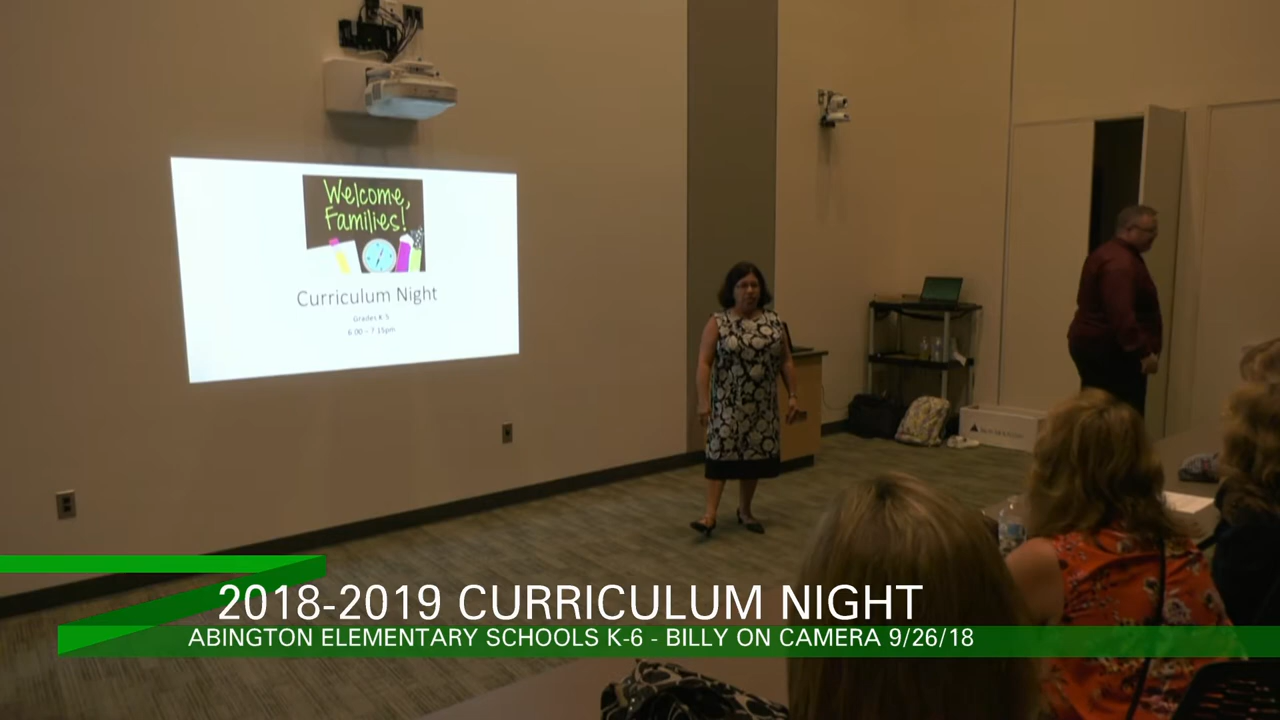 Welcome,
Families!
Curriculum Night
Grades K-5
6:00 – 7:15pm
2018-2019 CURRICULUM NIGHT
ABINGTON ELEMENTARY SCHOOLS K-6 - BILLY ON CAMERA 9/26/18